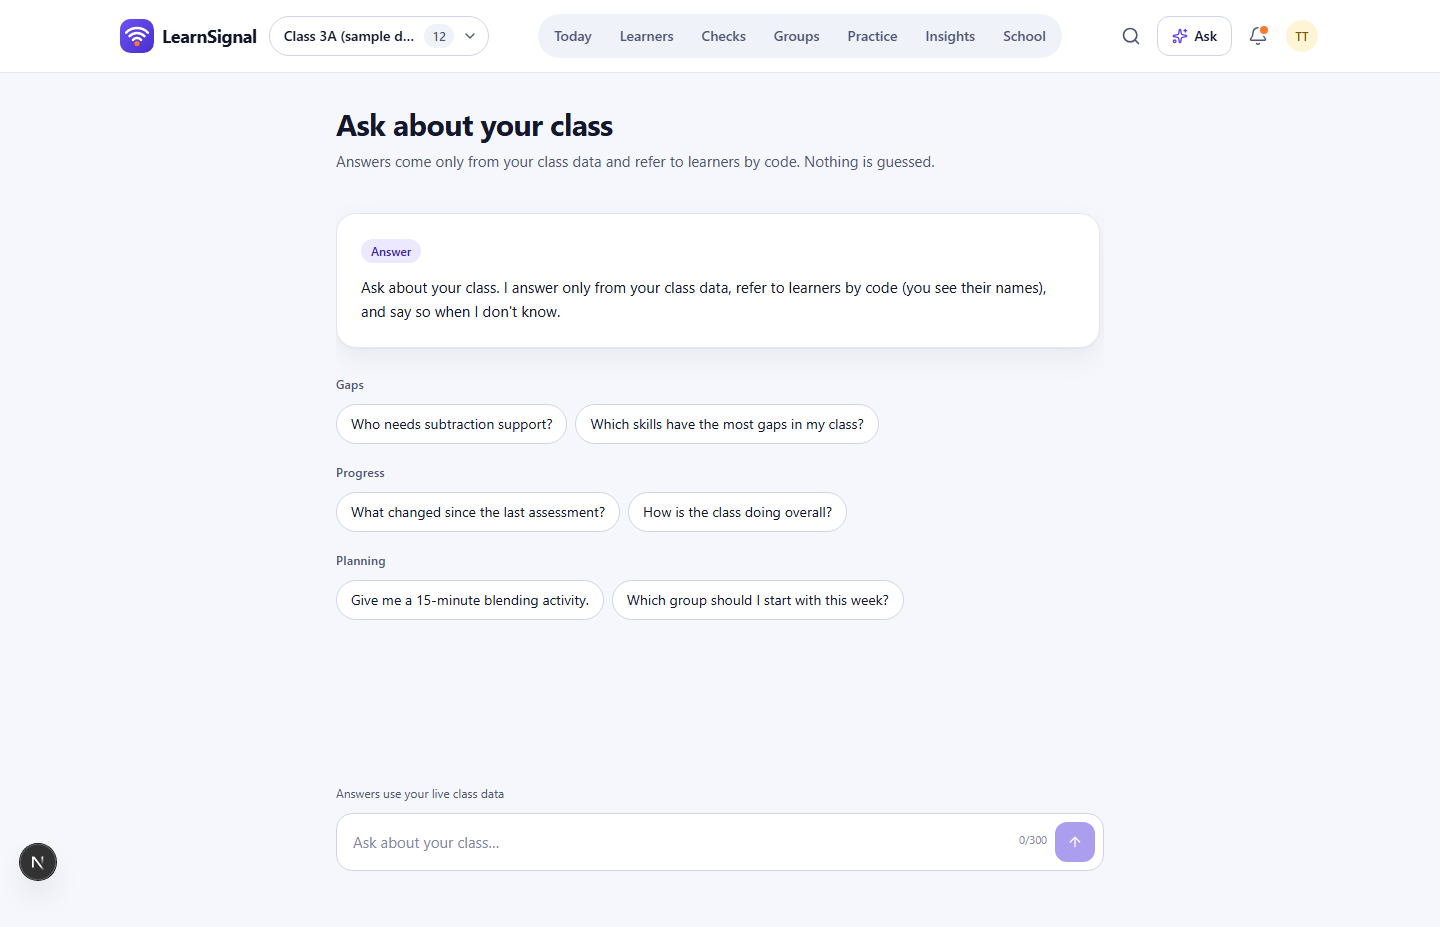 LearnSignal
Class 3A (sample d... 12
Today Learners Checks Groups Practice Insights School
Ask
TT
Ask about your class
Answers come only from your class data and refer to learners by code. Nothing is guessed.
Answer
Ask about your class. I answer only from your class data, refer to learners by code (you see their names),
and say so when I don't know.
Gaps
Who needs subtraction support? Which skills have the most gaps in my class?
Progress
What changed since the last assessment? How is the class doing overall?
Planning
Give me a 15-minute blending activity. Which group should I start with this week?
Answers use your live class data
Ask about your class... 0/300
N